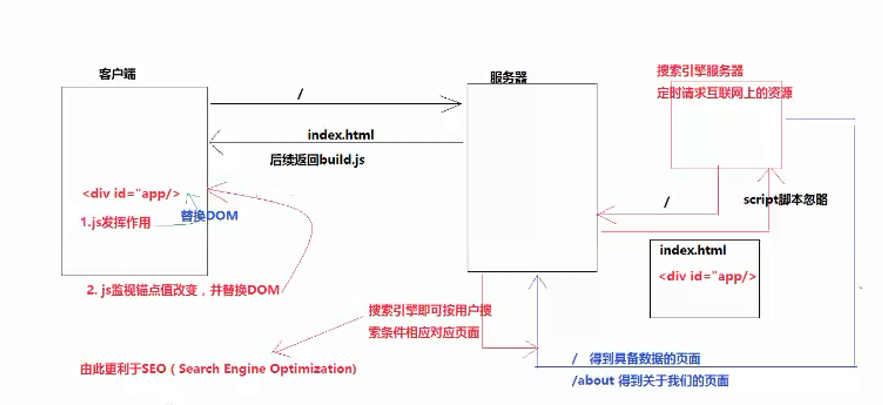 客户端
服务器
搜索引擎服务器
定时请求互联网上的资源
/
index.html
后续返回build.js
<div id="app/>
替换DOM
1.js发挥作用
/
script脚本忽略
index.html
<div id="app/>
2. js监视锚点值改变，并替换DOM
搜索引擎即可按用户搜
索条件相应对应页面
/ 得到具备数据的页面
由此更利于SEO（Search Engine Optimization)
/about 得到关于我们的页面